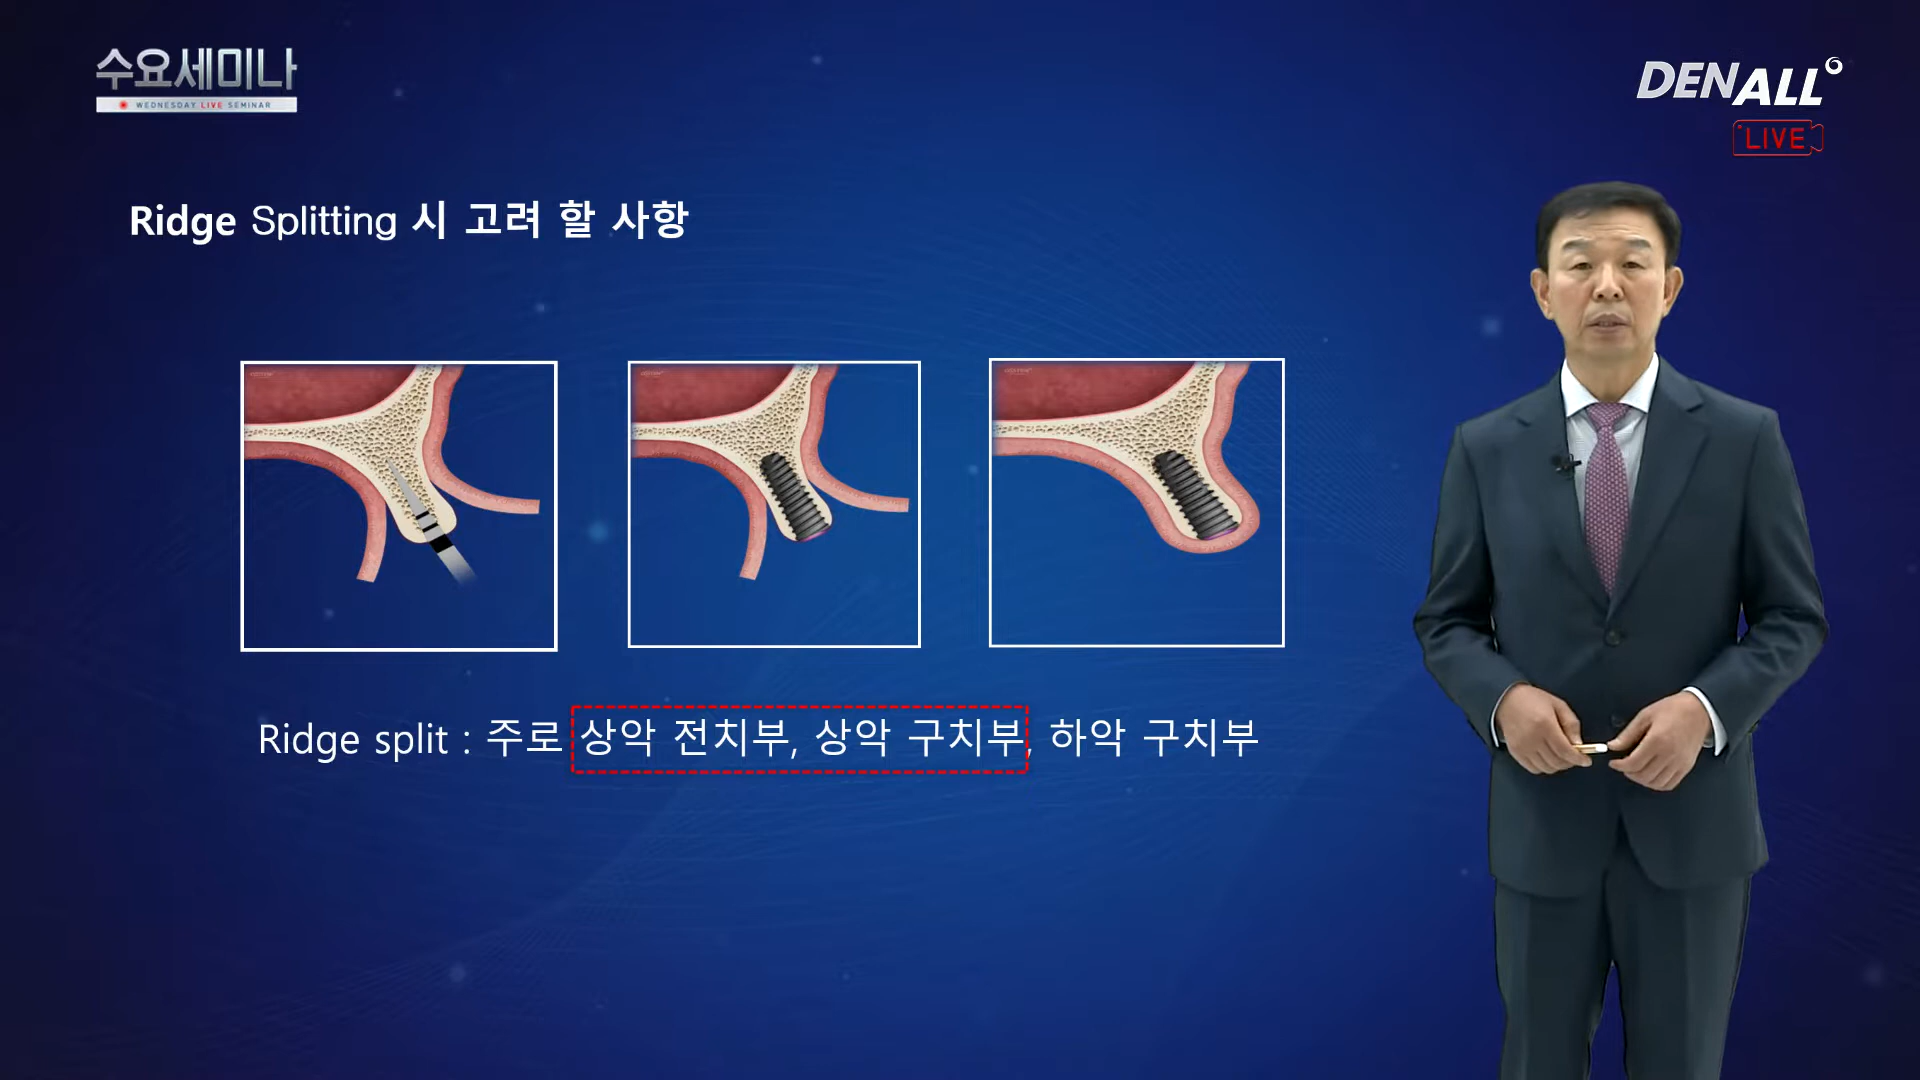 수요세미나
WEDNESDAY LIVE SEMINAR
DENALL
LIVE
Ridge Splitting 시 고려 할 사항
Ridge split : 주로 상악 전치부, 상악 구치부, 하악 구치부